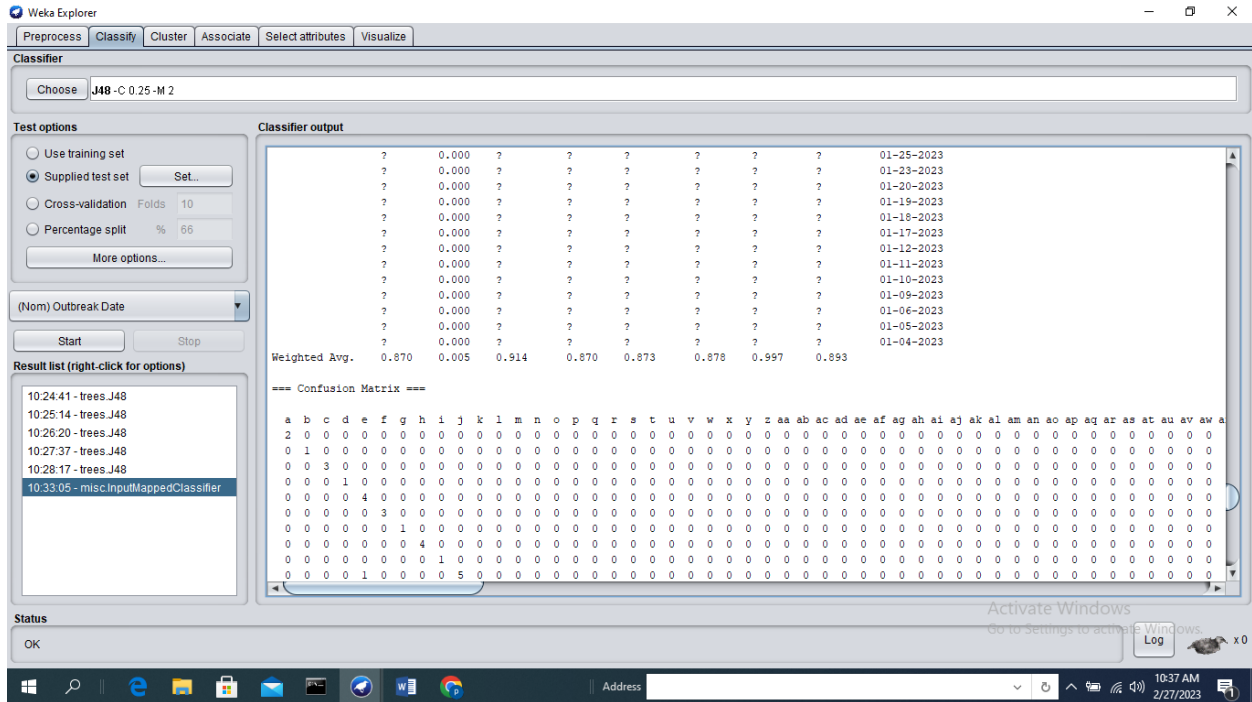 Weka Explorer
Preprocess Classify Cluster Associate Select attributes Visualize
Classifier
Choose J48 -C 0.25 -M 2
Test options
Use training set
Supplied test set Set...
Cross-validation Folds 10
Percentage split % 66
More options...
(Nom) Outbreak Date
Start Stop
Result list (right-click for options)
10:24:41 - trees.J48
10:25:14 - trees.J48
10:26:20 - trees.J48
10:27:37 - trees.J48
10:28:17 - trees.J48
10:33:05 - misc.InputMappedClassifier
Classifier output
? 0.000 ? ? ? ? ? ? 01-25-2023
? 0.000 ? ? ? ? ? ? 01-23-2023
? 0.000 ? ? ? ? ? ? 01-20-2023
? 0.000 ? ? ? ? ? ? 01-19-2023
? 0.000 ? ? ? ? ? ? 01-18-2023
? 0.000 ? ? ? ? ? ? 01-17-2023
? 0.000 ? ? ? ? ? ? 01-12-2023
? 0.000 ? ? ? ? ? ? 01-11-2023
? 0.000 ? ? ? ? ? ? 01-10-2023
? 0.000 ? ? ? ? ? ? 01-09-2023
? 0.000 ? ? ? ? ? ? 01-06-2023
? 0.000 ? ? ? ? ? ? 01-05-2023
? 0.000 ? ? ? ? ? ? 01-04-2023
Weighted Avg. 0.870 0.005 0.914 0.870 0.873 0.878 0.997 0.893
=== Confusion Matrix ===
a b c d e f g h i j k l m n o p q r s t u v w x y z aa ab ac ad ae af ag ah ai aj ak al am an ao ap aq ar as at au av aw a
2 0 0 0 0 0 0 0 0 0 0 0 0 0 0 0 0 0 0 0 0 0 0 0 0 0 0 0 0 0 0 0 0 0 0 0 0 0 0 0 0 0 0 0 0 0 0 0 0
0 1 0 0 0 0 0 0 0 0 0 0 0 0 0 0 0 0 0 0 0 0 0 0 0 0 0 0 0 0 0 0 0 0 0 0 0 0 0 0 0 0 0 0 0 0 0 0 0
0 0 3 0 0 0 0 0 0 0 0 0 0 0 0 0 0 0 0 0 0 0 0 0 0 0 0 0 0 0 0 0 0 0 0 0 0 0 0 0 0 0 0 0 0 0 0 0 0
0 0 0 1 0 0 0 0 0 0 0 0 0 0 0 0 0 0 0 0 0 0 0 0 0 0 0 0 0 0 0 0 0 0 0 0 0 0 0 0 0 0 0 0 0 0 0 0 0
0 0 0 0 4 0 0 0 0 0 0 0 0 0 0 0 0 0 0 0 0 0 0 0 0 0 0 0 0 0 0 0 0 0 0 0 0 0 0 0 0 0 0 0 0 0 0 0 0
0 0 0 0 0 3 0 0 0 0 0 0 0 0 0 0 0 0 0 0 0 0 0 0 0 0 0 0 0 0 0 0 0 0 0 0 0 0 0 0 0 0 0 0 0 0 0 0 0
0 0 0 0 0 0 1 0 0 0 0 0 0 0 0 0 0 0 0 0 0 0 0 0 0 0 0 0 0 0 0 0 0 0 0 0 0 0 0 0 0 0 0 0 0 0 0 0 0
0 0 0 0 0 0 0 4 0 0 0 0 0 0 0 0 0 0 0 0 0 0 0 0 0 0 0 0 0 0 0 0 0 0 0 0 0 0 0 0 0 0 0 0 0 0 0 0 0
0 0 0 0 0 0 0 0 1 0 0 0 0 0 0 0 0 0 0 0 0 0 0 0 0 0 0 0 0 0 0 0 0 0 0 0 0 0 0 0 0 0 0 0 0 0 0 0 0
0 0 0 0 1 0 0 0 0 5 0 0 0 0 0 0 0 0 0 0 0 0 0 0 0 0 0 0 0 0 0 0 0 0 0 0 0 0 0 0 0 0 0 0 0 0 0 0 0
Activate Windows
Go to Settings to activate Windows.
Status
OK
Log x 0
Address
10:37 AM
2/27/2023